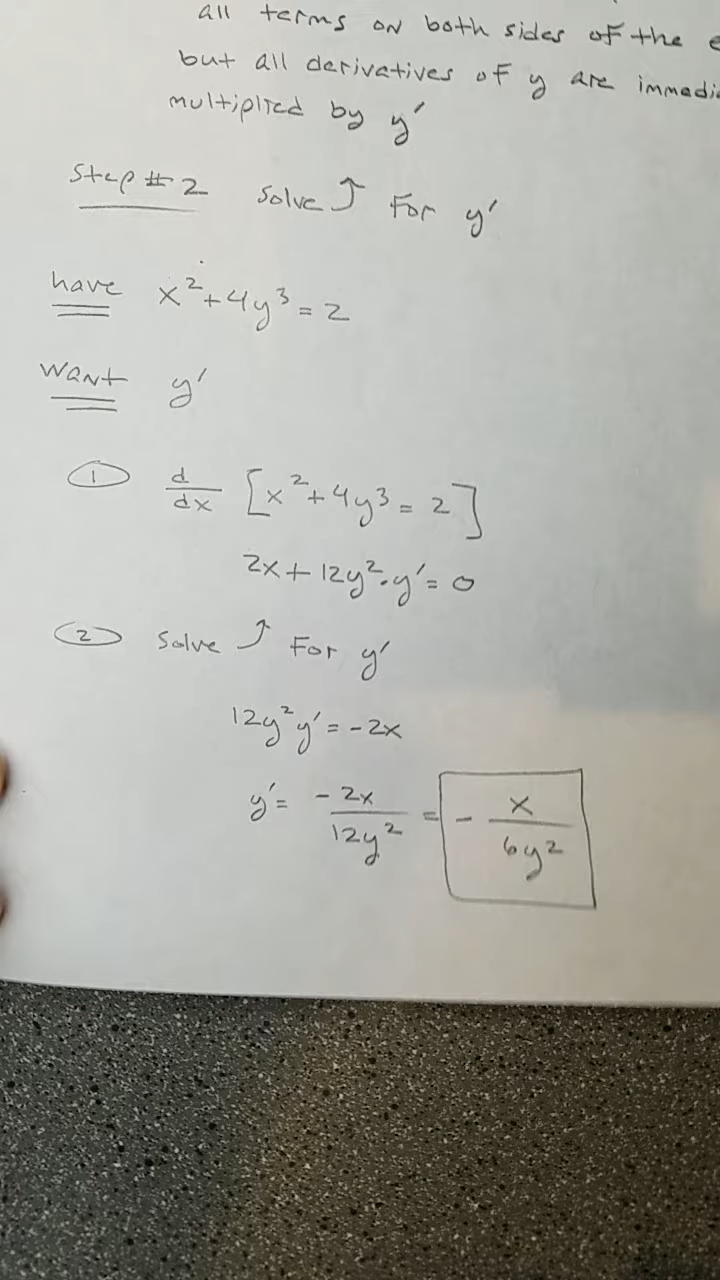 all terms on both sides of the
but all derivatives of y are
multiplied by y'
Step #2 Solve ⤴ For y'
have x²+4y³=2
Want y'
① d/dx [x²+4y³=2]
2x+12y²·y'=0
② Solve ⤴ For y'
12y²y'=-2x
y'= -2x/12y² = - x/6y²